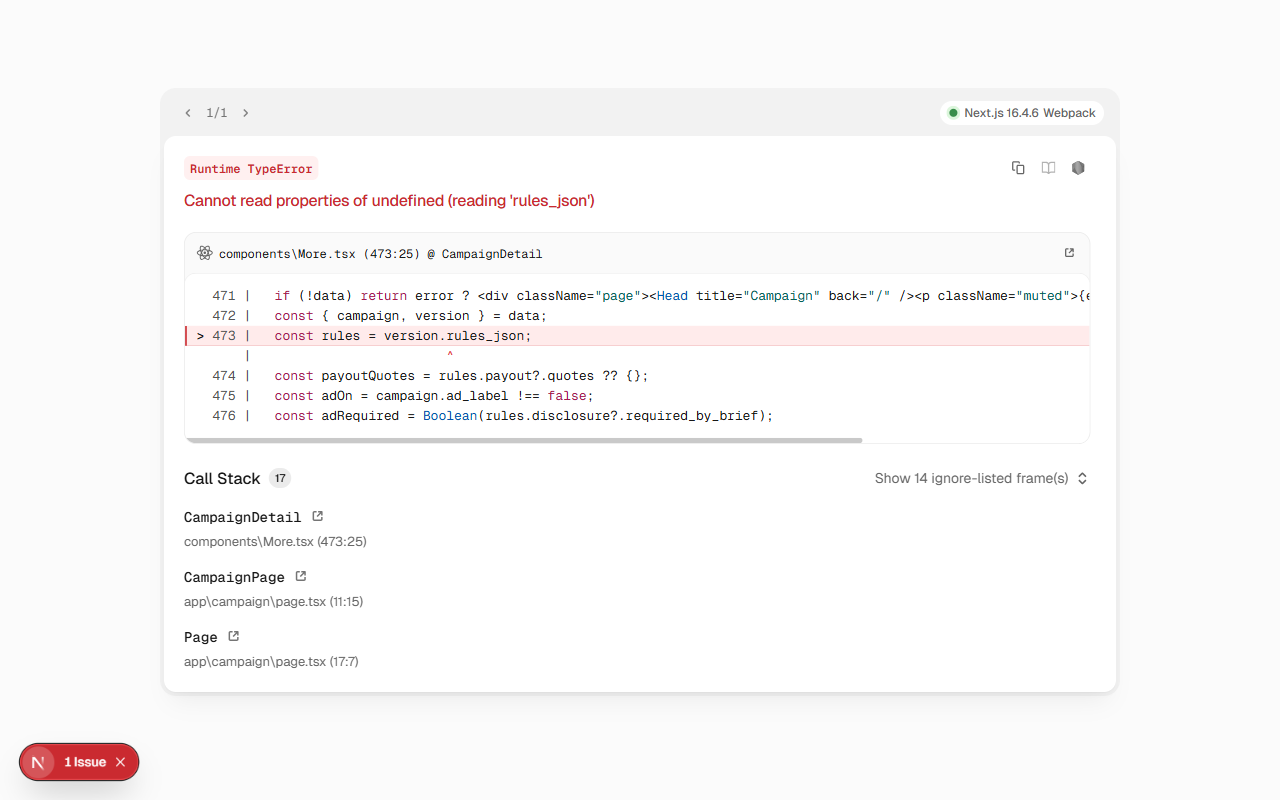 1/1
Next.js 16.4.6 Webpack
Runtime TypeError
Cannot read properties of undefined (reading 'rules_json')
components\More.tsx (473:25) @ CampaignDetail
471 |   if (!data) return error ? <div className="page"><Head title="Campaign" back="/" /><p className="muted">{e
472 |   const { campaign, version } = data;
> 473 |   const rules = version.rules_json;
|                         ^
474 |   const payoutQuotes = rules.payout?.quotes ?? {};
475 |   const adOn = campaign.ad_label !== false;
476 |   const adRequired = Boolean(rules.disclosure?.required_by_brief);
Call Stack 17
Show 14 ignore-listed frame(s)
CampaignDetail
components\More.tsx (473:25)
CampaignPage
app\campaign\page.tsx (11:15)
Page
app\campaign\page.tsx (17:7)
N 1 Issue